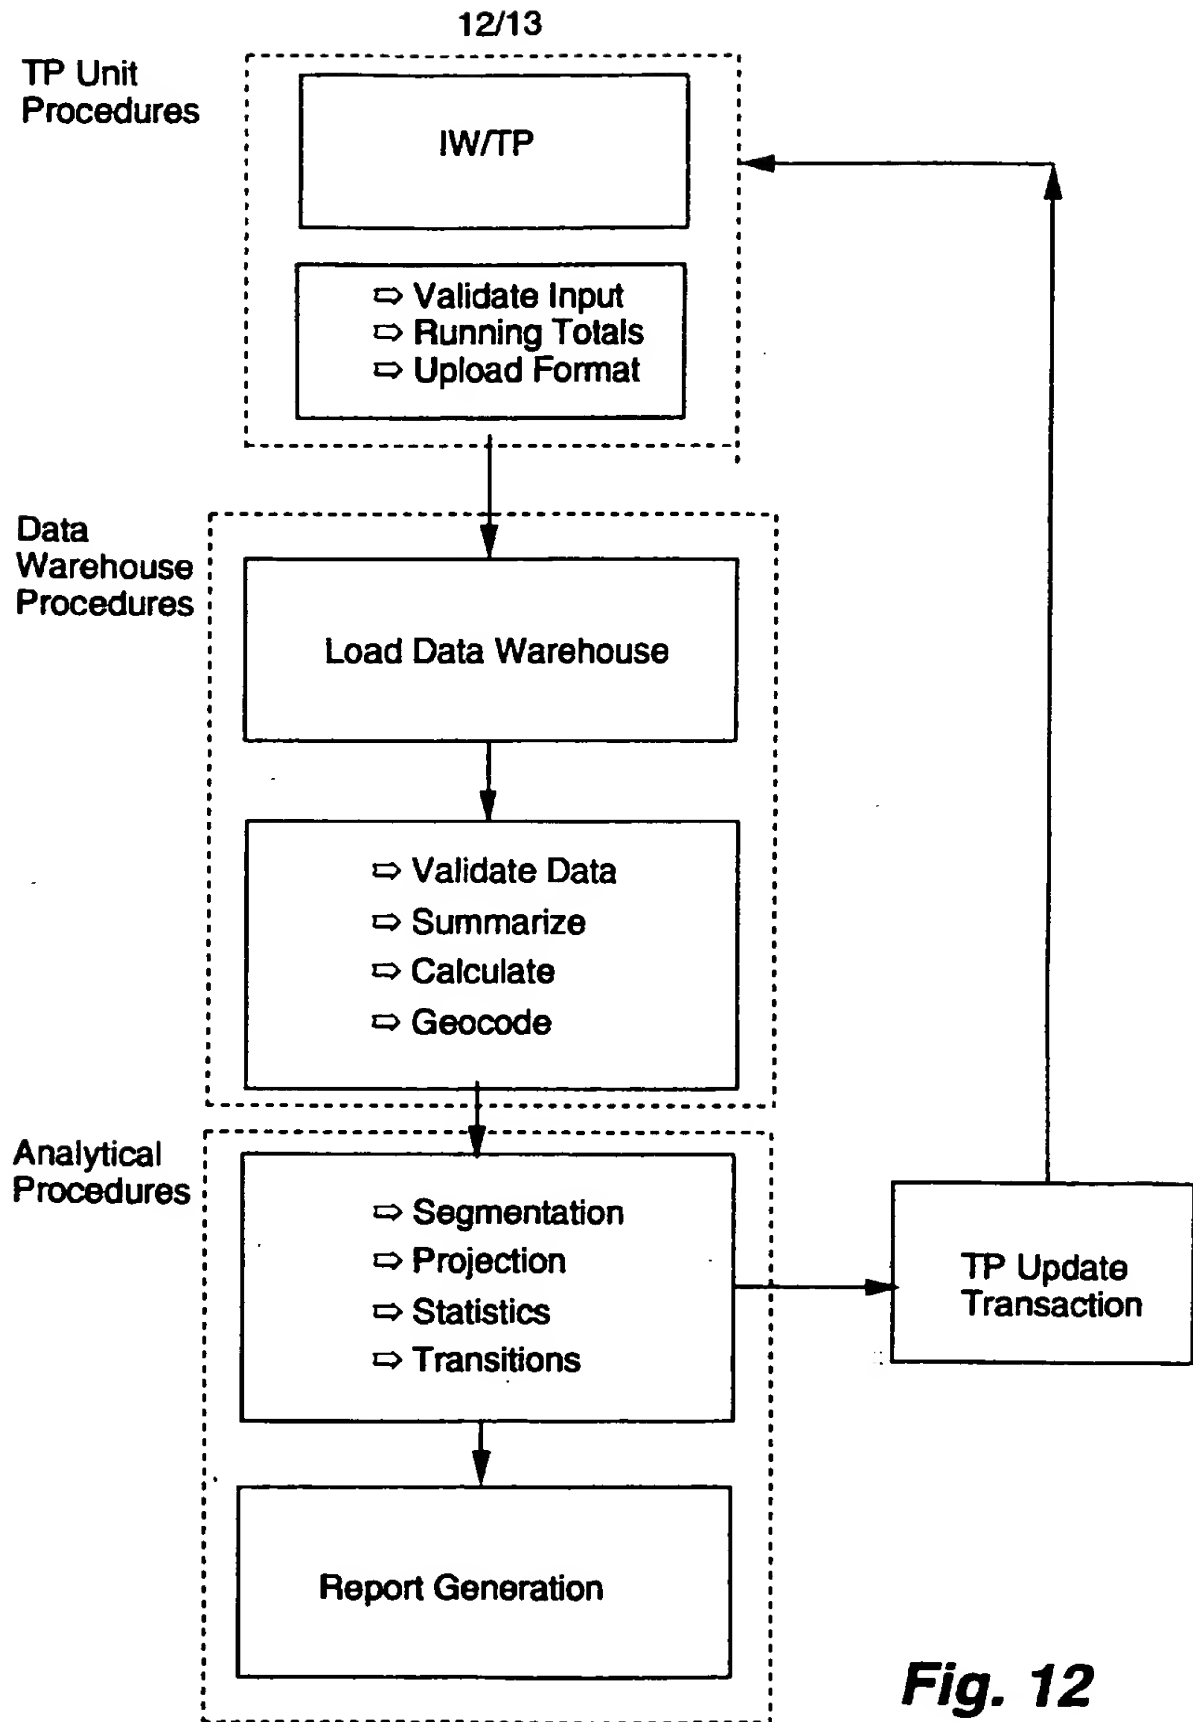 12/13
TP Unit
Procedures
IW/TP
⇨ Validate Input
⇨ Running Totals
⇨ Upload Format
Data
Warehouse
Procedures
Load Data Warehouse
⇨ Validate Data
⇨ Summarize
⇨ Calculate
⇨ Geocode
Analytical
Procedures
⇨ Segmentation
⇨ Projection
⇨ Statistics
⇨ Transitions
TP Update
Transaction
Report Generation
Fig. 12